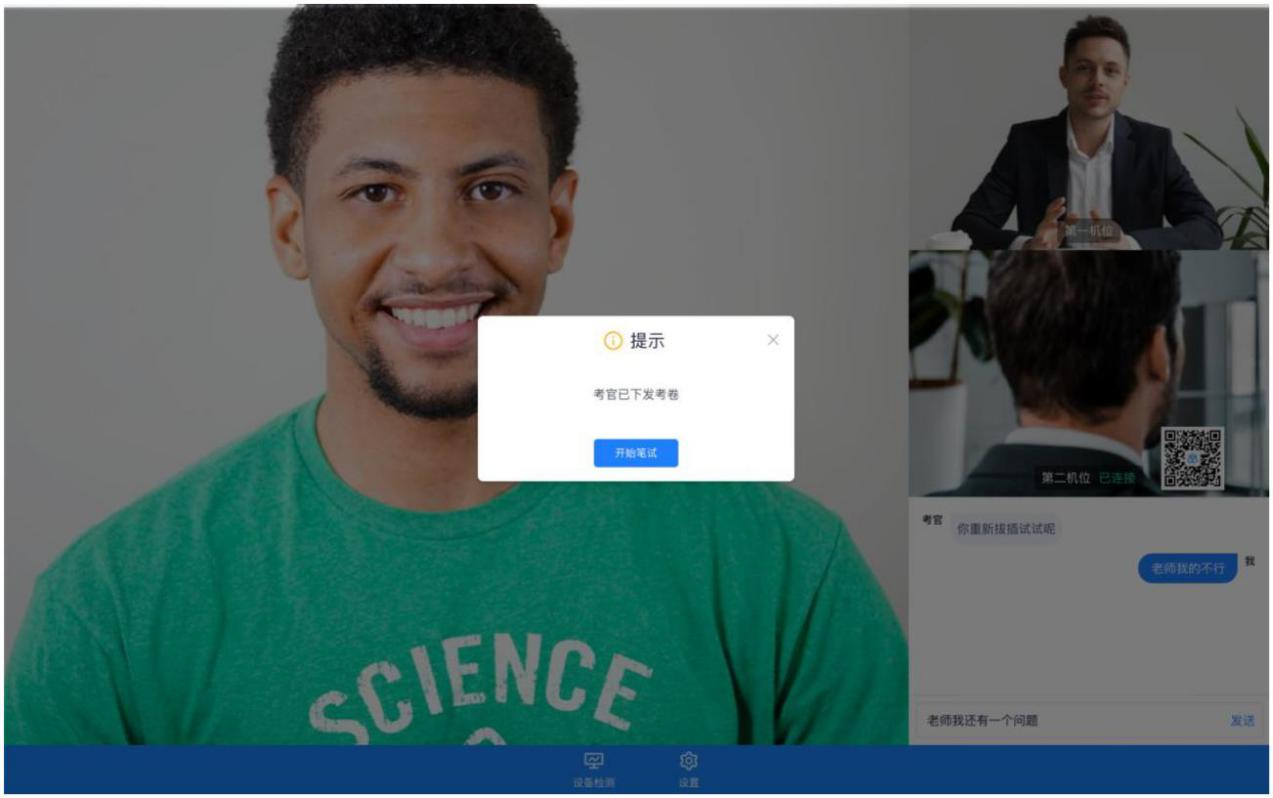 提示
考官已下发考卷
开始笔试
SCIENCE
第一机位
第二机位 已连接
考官
你重新拔插试试呢
我
老师我的不行
老师我还有一个问题
发送
设备检测
设置